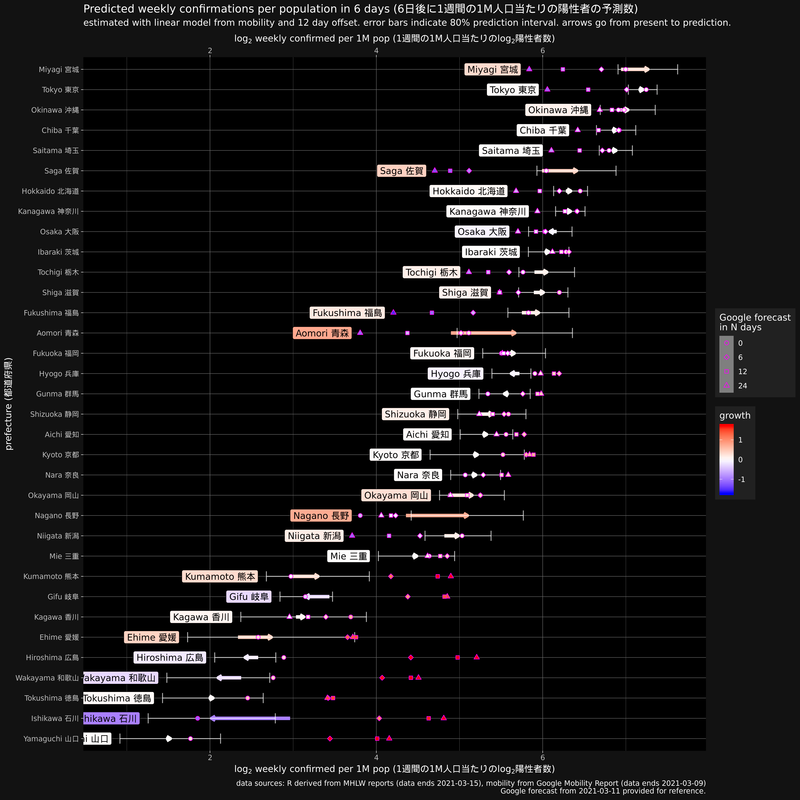 Predicted weekly confirmations per population in 6 days (6日後に1週間の1M人口当たりの陽性者の予測数)
estimated with linear model from mobility and 12 day offset. error bars indicate 80% prediction interval. arrows go from present to prediction.
log2 weekly confirmed per 1M pop (1週間の1M人口当たりのlog2陽性者数)
2 4 6
Miyagi 宮城 Miyagi 宮城
Tokyo 東京 Tokyo 東京
Okinawa 沖縄 Okinawa 沖縄
Chiba 千葉 Chiba 千葉
Saitama 埼玉 Saitama 埼玉
Saga 佐賀 Saga 佐賀
Hokkaido 北海道 Hokkaido 北海道
Kanagawa 神奈川 Kanagawa 神奈川
Osaka 大阪 Osaka 大阪
Ibaraki 茨城 Ibaraki 茨城
Tochigi 栃木 Tochigi 栃木
Shiga 滋賀 Shiga 滋賀
Fukushima 福島 Fukushima 福島
Aomori 青森 Aomori 青森
Fukuoka 福岡 Fukuoka 福岡
Hyogo 兵庫 Hyogo 兵庫
Gunma 群馬 Gunma 群馬
Shizuoka 静岡 Shizuoka 静岡
Aichi 愛知 Aichi 愛知
Kyoto 京都 Kyoto 京都
Nara 奈良 Nara 奈良
Okayama 岡山 Okayama 岡山
Nagano 長野 Nagano 長野
Niigata 新潟 Niigata 新潟
Mie 三重 Mie 三重
Kumamoto 熊本 Kumamoto 熊本
Gifu 岐阜 Gifu 岐阜
Kagawa 香川 Kagawa 香川
Ehime 愛媛 Ehime 愛媛
Hiroshima 広島 Hiroshima 広島
Wakayama 和歌山 akayama 和歌山
Tokushima 徳島 Tokushima 徳島
Ishikawa 石川 hikawa 石川
Yamaguchi 山口 i 山口
2 4 6
log2 weekly confirmed per 1M pop (1週間の1M人口当たりのlog2陽性者数)
prefecture (都道府県)
Google forecast
in N days
0
6
12
24
growth
1
0
-1
data sources: R derived from MHLW reports (data ends 2021-03-15), mobility from Google Mobility Report (data ends 2021-03-09)
Google forecast from 2021-03-11 provided for reference.